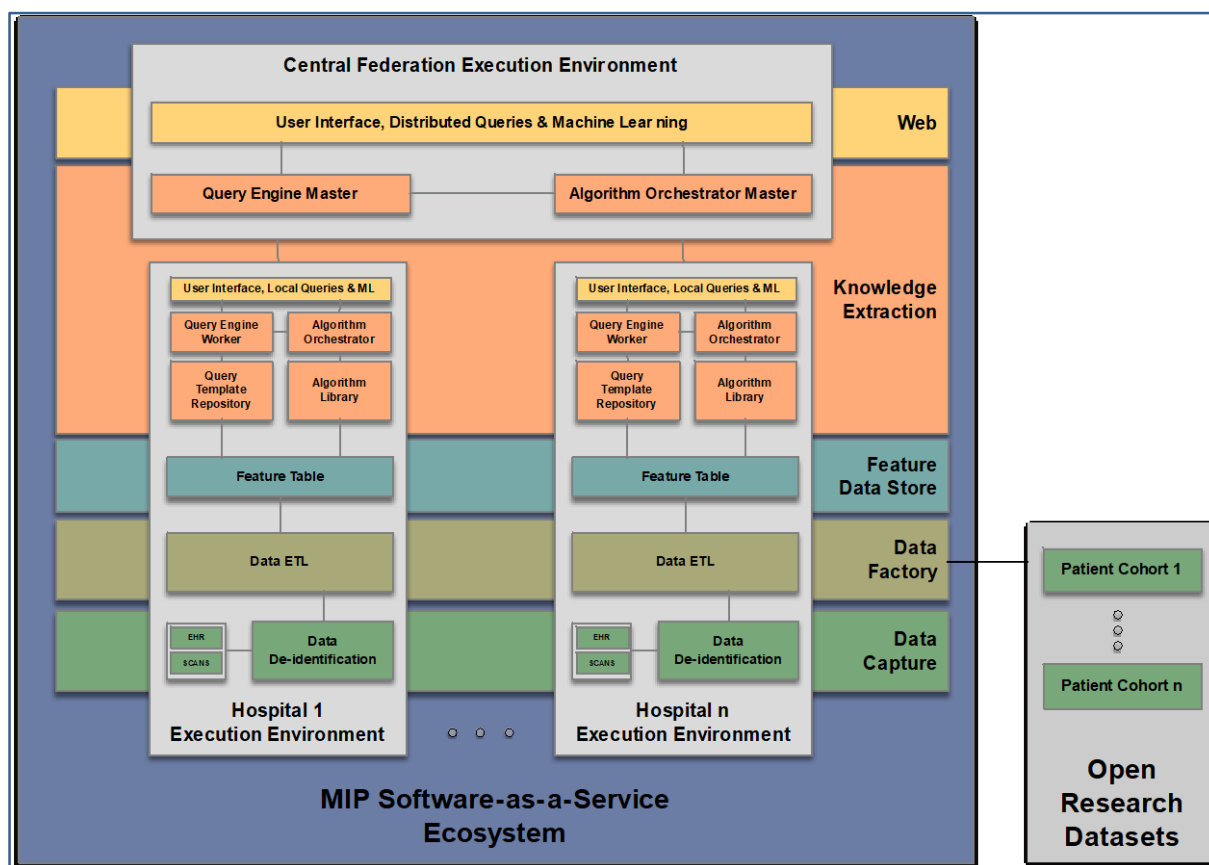 Central Federation Execution Environment
User Interface, Distributed Queries & Machine Learning
Web
Query Engine Master
Algorithm Orchestrator Master
User Interface, Local Queries & ML
Query Engine
Worker
Algorithm
Orchestrator
Query
Template
Repository
Algorithm
Library
Feature Table
Data ETL
EHR
SCANS
Data
De-identification
Hospital 1
Execution Environment
User Interface, Local Queries & ML
Query Engine
Worker
Algorithm
Orchestrator
Query
Template
Repository
Algorithm
Library
Feature Table
Data ETL
EHR
SCANS
Data
De-identification
Hospital n
Execution Environment
Knowledge
Extraction
Feature
Data Store
Data
Factory
Data
Capture
MIP Software-as-a-Service
Ecosystem
Patient Cohort 1
Patient Cohort n
Open
Research
Datasets